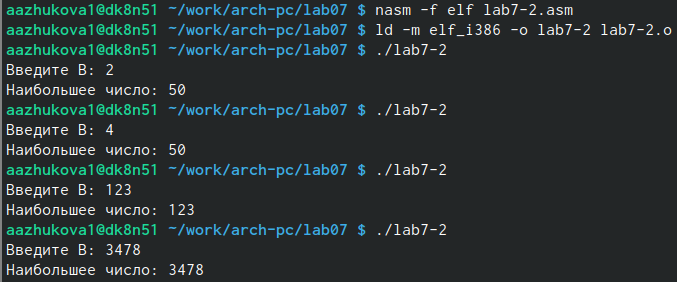 aazhukova1@dk8n51 ~/work/arch-pc/lab07 $ nasm -f elf lab7-2.asm
aazhukova1@dk8n51 ~/work/arch-pc/lab07 $ ld -m elf_i386 -o lab7-2 lab7-2.o
aazhukova1@dk8n51 ~/work/arch-pc/lab07 $ ./lab7-2
Введите В: 2
Наибольшее число: 50
aazhukova1@dk8n51 ~/work/arch-pc/lab07 $ ./lab7-2
Введите В: 4
Наибольшее число: 50
aazhukova1@dk8n51 ~/work/arch-pc/lab07 $ ./lab7-2
Введите В: 123
Наибольшее число: 123
aazhukova1@dk8n51 ~/work/arch-pc/lab07 $ ./lab7-2
Введите В: 3478
Наибольшее число: 3478